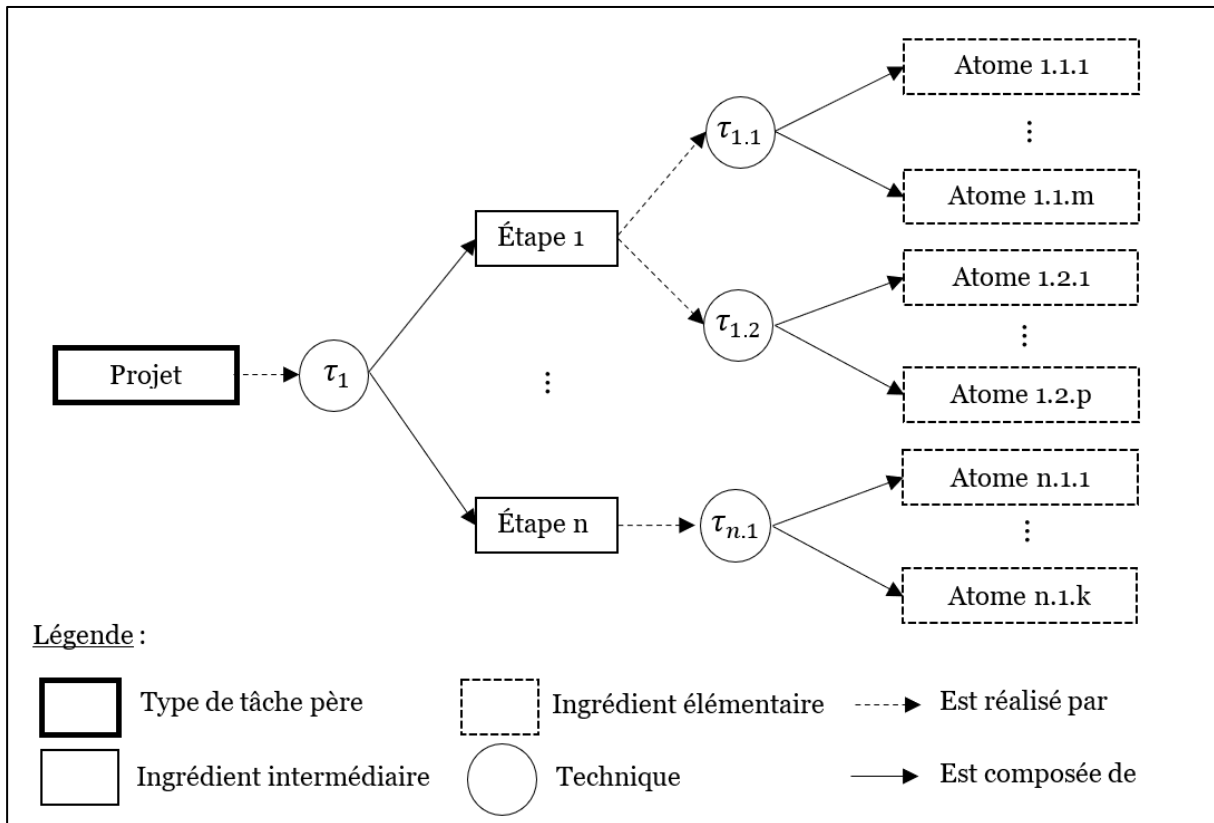 Atome 1.1.1
τ1.1
⋮
Atome 1.1.m
Étape 1
Atome 1.2.1
τ1.2
⋮
Atome 1.2.p
Projet
τ1
⋮
Atome n.1.1
Étape n
τn.1
⋮
Atome n.1.k
Légende :
Type de tâche père
Ingrédient élémentaire
Est réalisé par
Ingrédient intermédiaire
Technique
Est composée de